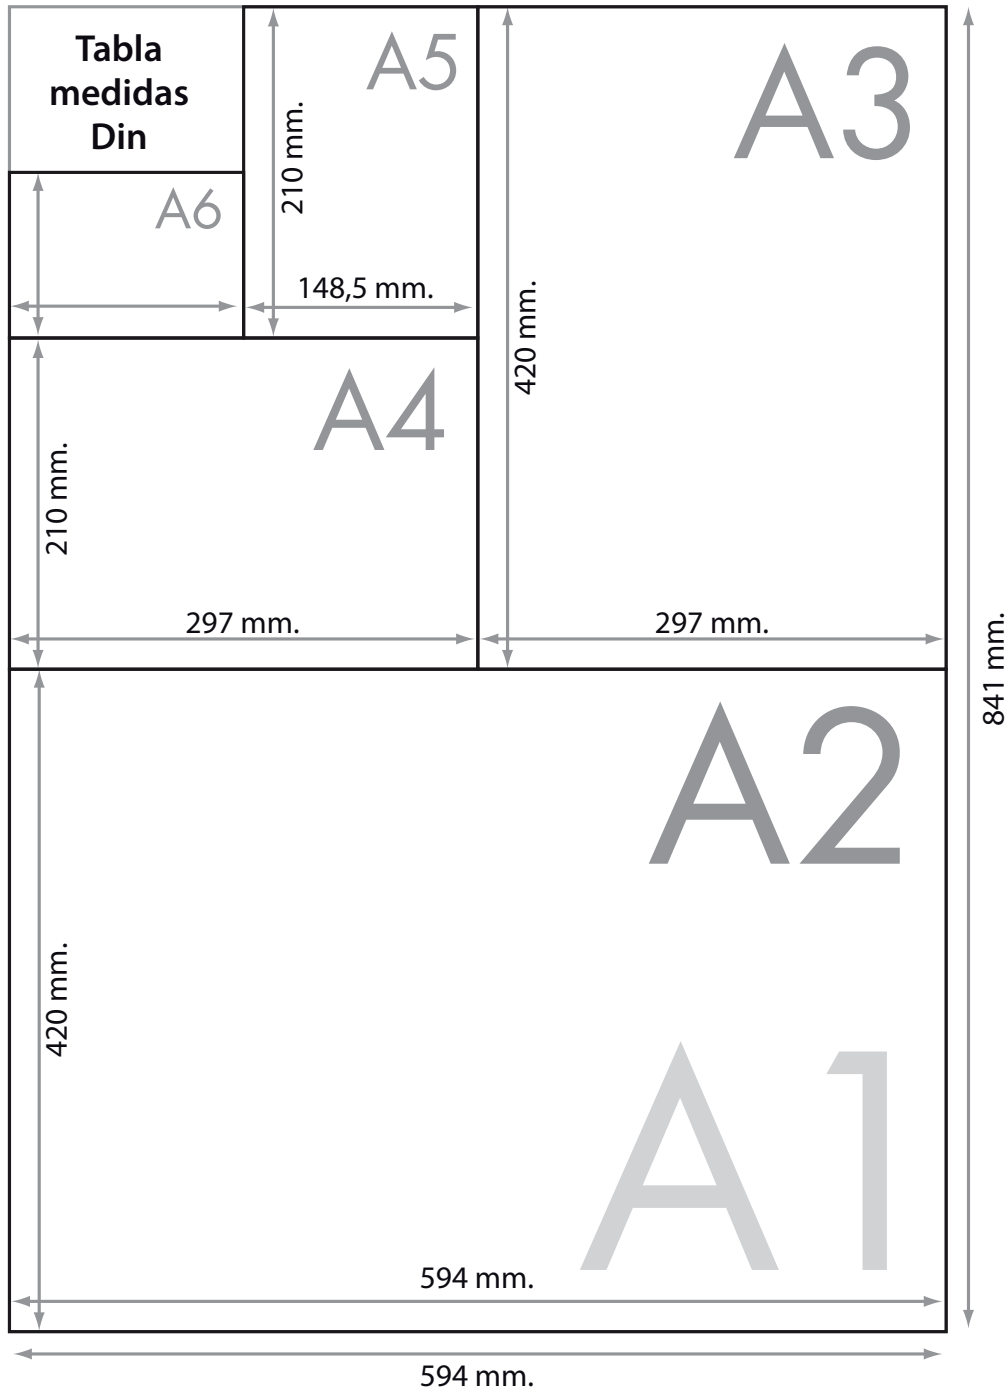 Tabla
medidas
Din
A5
210 mm.
148,5 mm.
A3
420 mm.
297 mm.
A6
A4
210 mm.
297 mm.
841 mm.
A2
420 mm.
A1
594 mm.
594 mm.